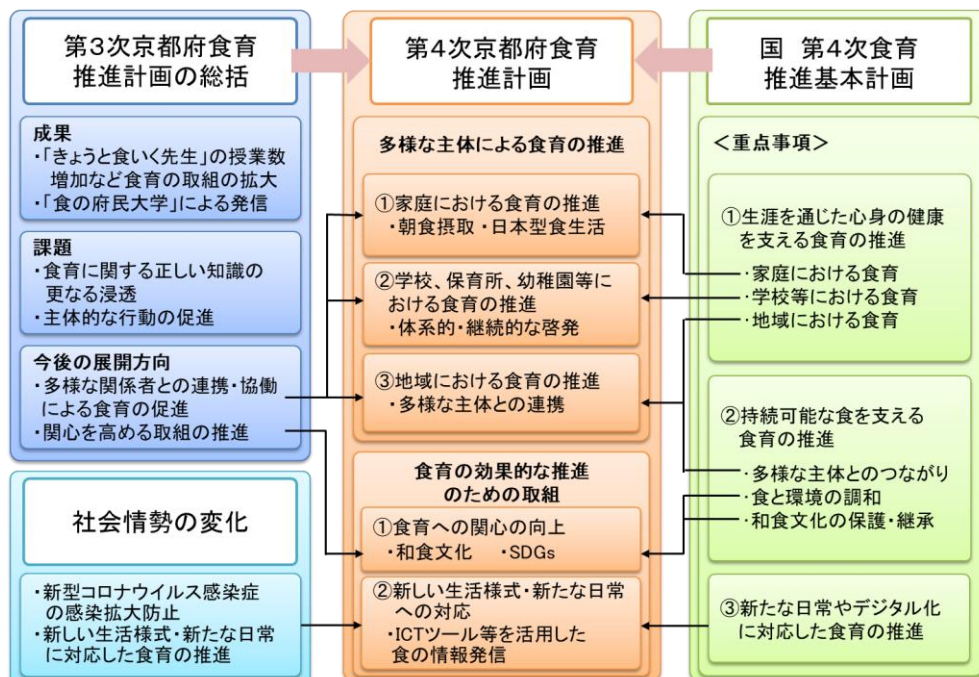 第3次京都府食育
推進計画の総括
成果
・「きょうと食いく先生」の授業数
増加など食育の取組の拡大
・「食の府民大学」による発信
課題
・食育に関する正しい知識の
更なる浸透
・主体的な行動の促進
今後の展開方向
・多様な関係者との連携・協働
による食育の促進
・関心を高める取組の推進
社会情勢の変化
・新型コロナウイルス感染症
の感染拡大防止
・新しい生活様式・新たな日常
に対応した食育の推進
第4次京都府食育
推進計画
多様な主体による食育の推進
①家庭における食育の推進
・朝食摂取・日本型食生活
②学校、保育所、幼稚園等に
おける食育の推進
・体系的・継続的な啓発
③地域における食育の推進
・多様な主体との連携
食育の効果的な推進
のための取組
①食育への関心の向上
・和食文化 ・SDGs
②新しい生活様式・新たな日常
への対応
・ICTツール等を活用した
食の情報発信
国 第4次食育
推進基本計画
<重点事項>
①生涯を通じた心身の健康
を支える食育の推進
・家庭における食育
・学校等における食育
・地域における食育
②持続可能な食を支える
食育の推進
・多様な主体とのつながり
・食と環境の調和
・和食文化の保護・継承
③新たな日常やデジタル化
に対応した食育の推進